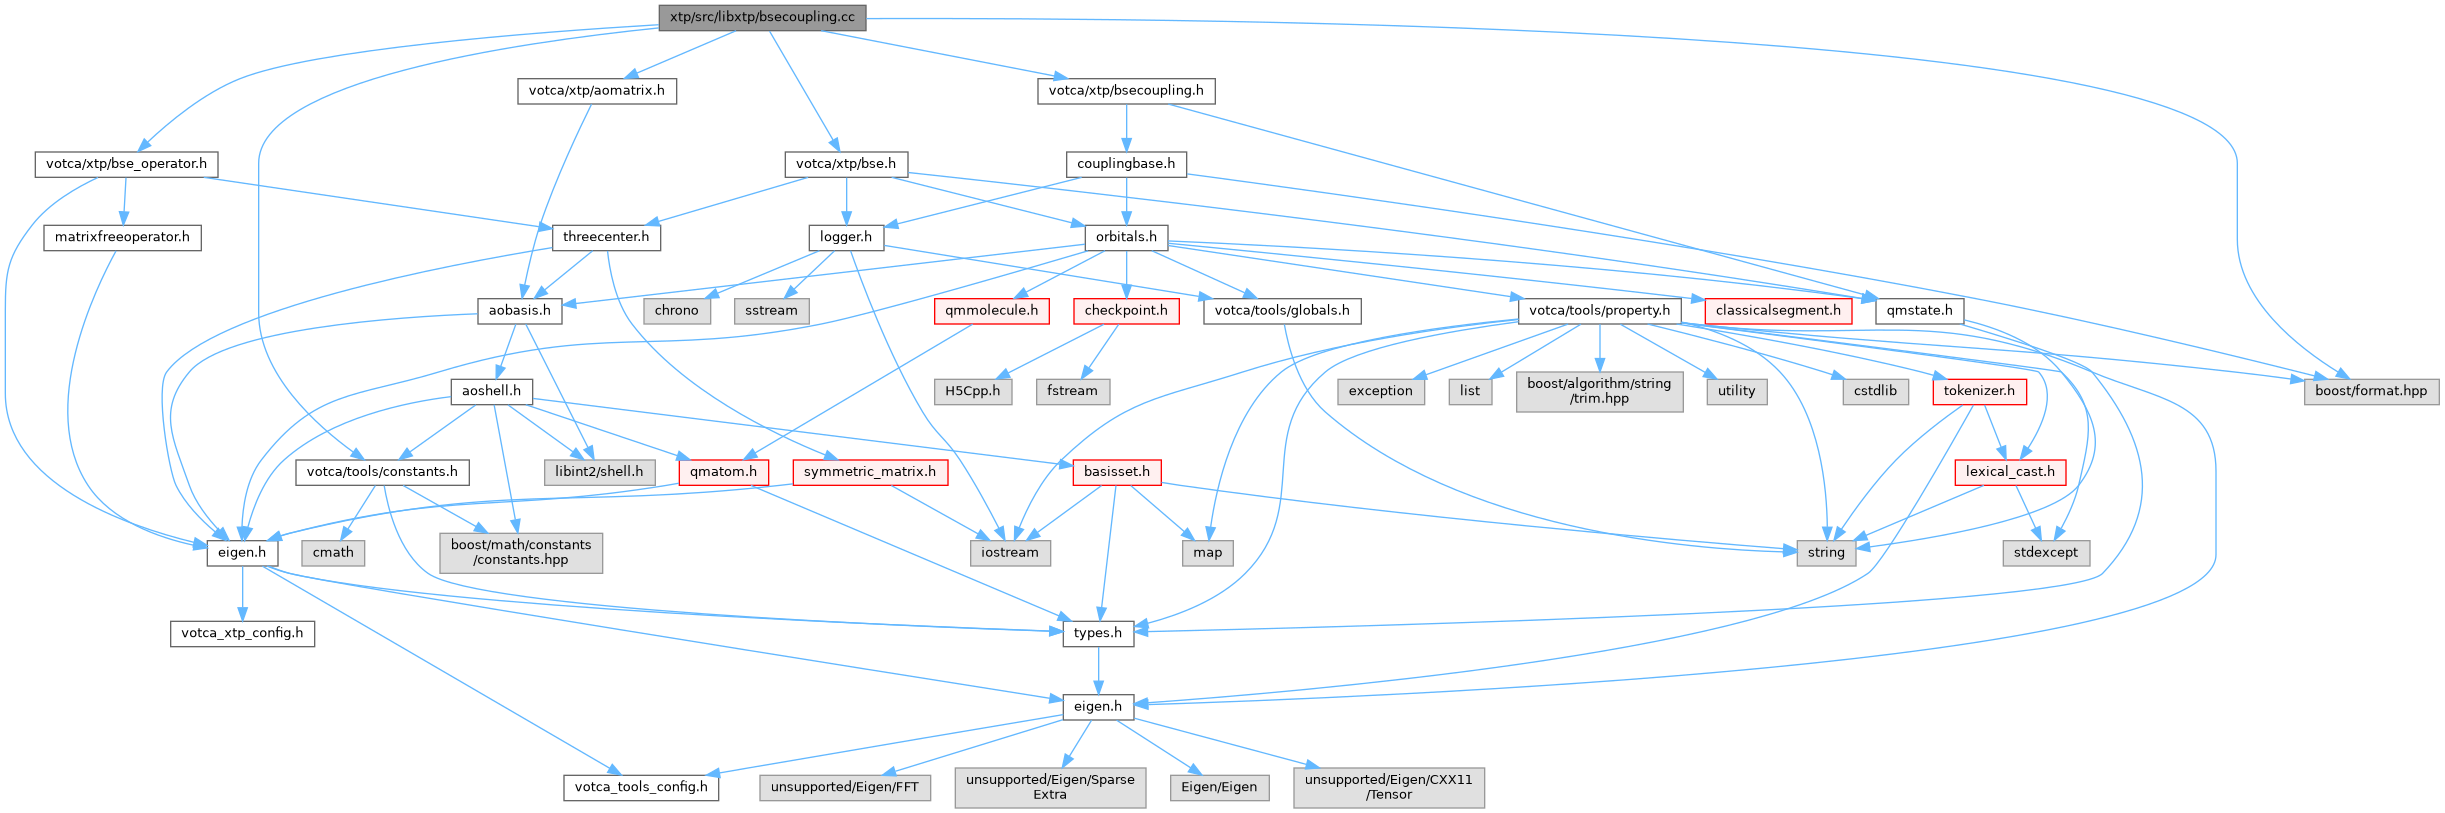 xtp/src/libxtp/bsecoupling.cc
votca/xtp/aomatrix.h
votca/xtp/bsecoupling.h
votca/xtp/bse_operator.h
votca/xtp/bse.h
couplingbase.h
matrixfreeoperator.h
threecenter.h
logger.h
orbitals.h
aobasis.h
chrono
sstream
qmmolecule.h
checkpoint.h
votca/tools/globals.h
votca/tools/property.h
classicalsegment.h
qmstate.h
aoshell.h
H5Cpp.h
fstream
exception
list
boost/algorithm/string
/trim.hpp
utility
cstdlib
tokenizer.h
boost/format.hpp
votca/tools/constants.h
libint2/shell.h
qmatom.h
symmetric_matrix.h
basisset.h
lexical_cast.h
eigen.h
cmath
boost/math/constants
/constants.hpp
iostream
map
string
stdexcept
votca_xtp_config.h
types.h
eigen.h
votca_tools_config.h
unsupported/Eigen/FFT
unsupported/Eigen/Sparse
Extra
Eigen/Eigen
unsupported/Eigen/CXX11
/Tensor